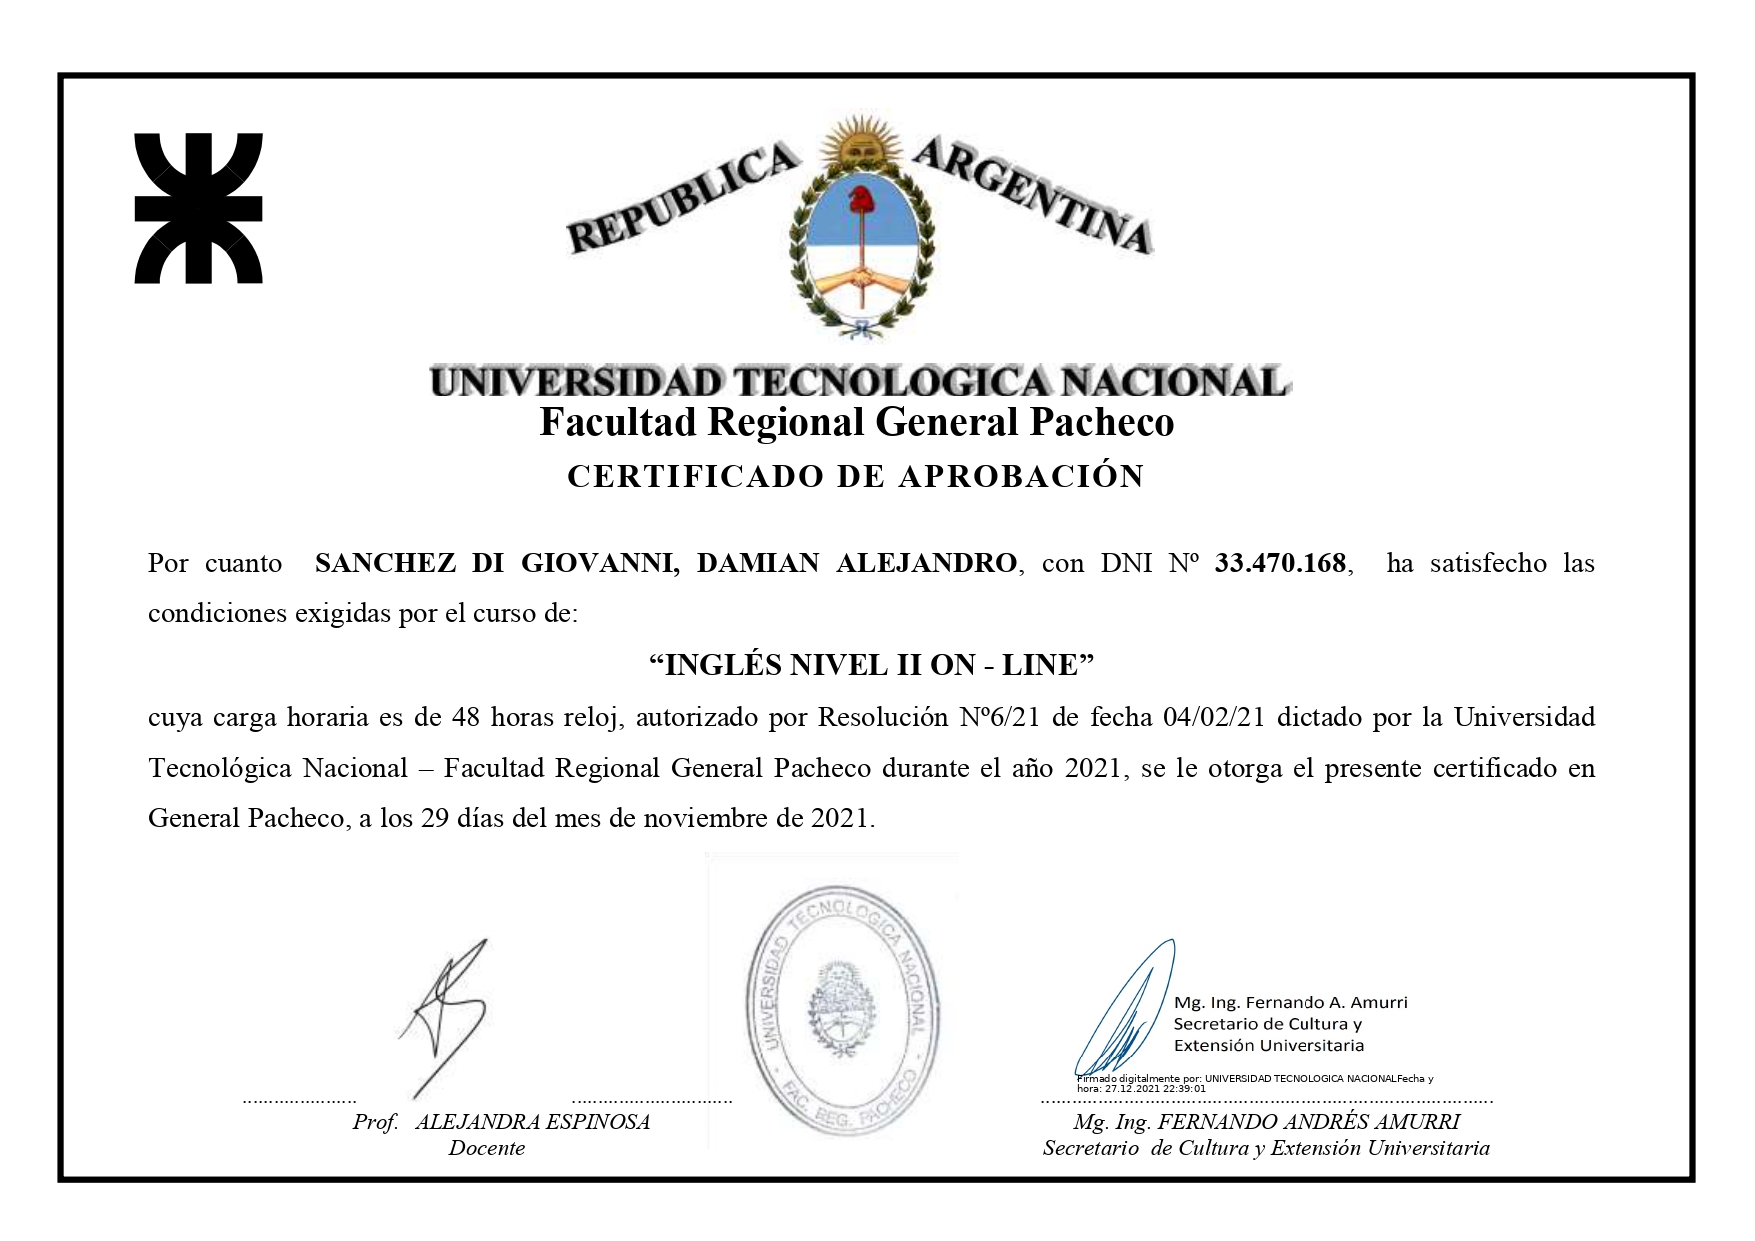 REPUBLICA ARGENTINA
UNIVERSIDAD TECNOLOGICA NACIONAL
Facultad Regional General Pacheco
CERTIFICADO DE APROBACIÓN
Por cuanto SANCHEZ DI GIOVANNI, DAMIAN ALEJANDRO, con DNI Nº 33.470.168, ha satisfecho las
condiciones exigidas por el curso de:
“INGLÉS NIVEL II ON - LINE”
cuya carga horaria es de 48 horas reloj, autorizado por Resolución Nº6/21 de fecha 04/02/21 dictado por la Universidad
Tecnológica Nacional – Facultad Regional General Pacheco durante el año 2021, se le otorga el presente certificado en
General Pacheco, a los 29 días del mes de noviembre de 2021.
UNIVERSIDAD TECNOLOGICA NACIONAL - FAC. REG. PACHECO -
Mg. Ing. Fernando A. Amurri
Secretario de Cultura y
Extensión Universitaria
Firmado digitalmente por: UNIVERSIDAD TECNOLOGICA NACIONALFecha y
hora: 27.12.2021 22:39:01
Prof. ALEJANDRA ESPINOSA
Docente
Mg. Ing. FERNANDO ANDRÉS AMURRI
Secretario de Cultura y Extensión Universitaria